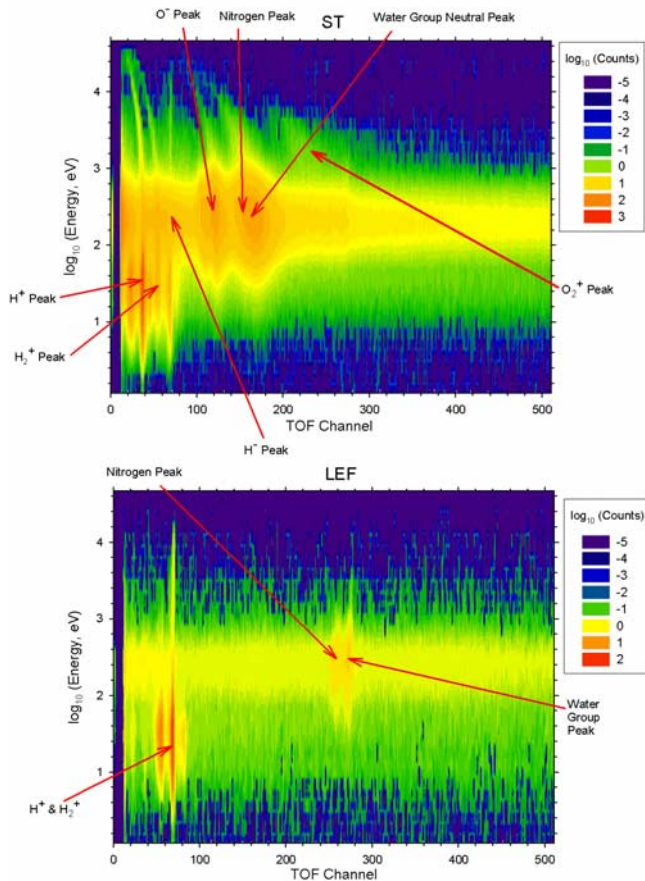 ST
O⁻ Peak
Nitrogen Peak
Water Group Neutral Peak
log₁₀ (Counts)
-5
-4
-3
-2
-1
0
1
2
3
log₁₀ (Energy, eV)
4
3
2
1
H⁺ Peak
H₂⁺ Peak
O₂⁺ Peak
0 100 200 300 400 500
TOF Channel
H⁻ Peak
Nitrogen Peak
LEF
log₁₀ (Counts)
-5
-4
-3
-2
-1
0
1
2
log₁₀ (Energy, eV)
4
3
2
1
Water
Group
Peak
H⁺ & H₂⁺
0 100 200 300 400 500
TOF Channel